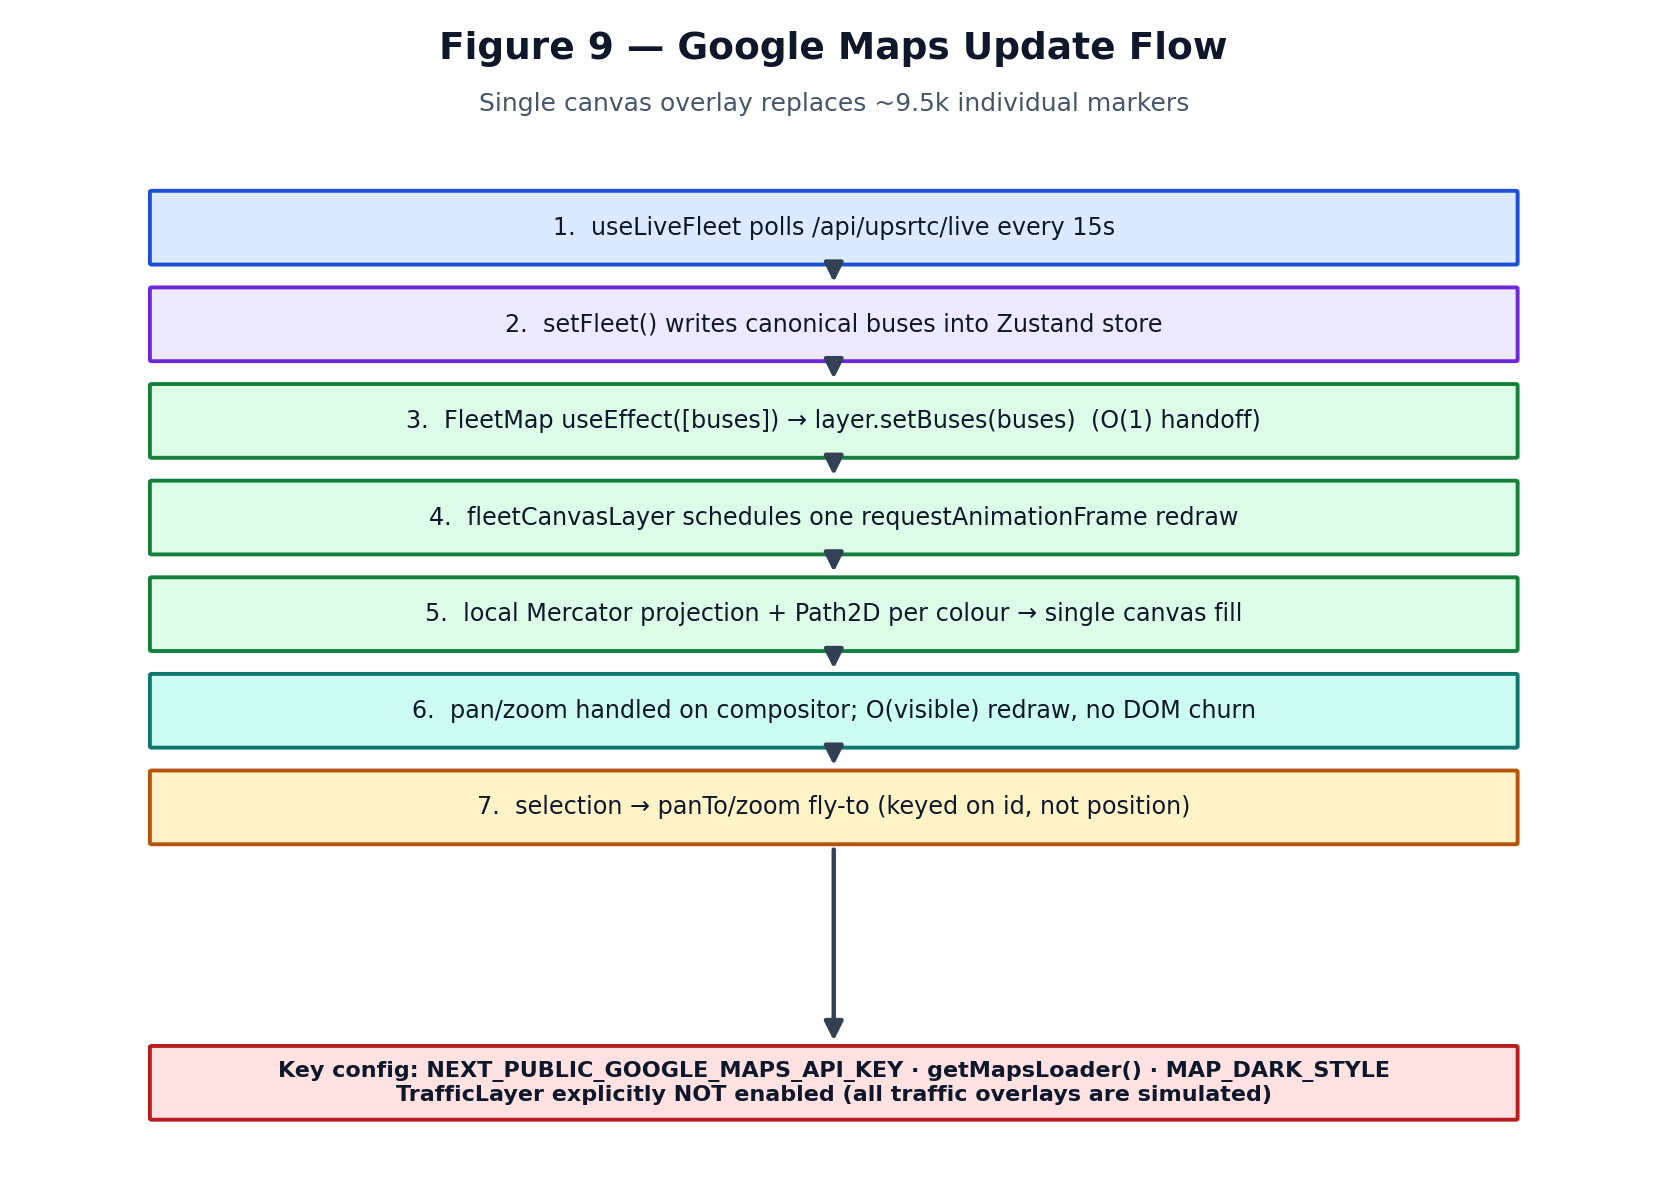 Figure 9 — Google Maps Update Flow
Single canvas overlay replaces ~9.5k individual markers
1.  useLiveFleet polls /api/upsrtc/live every 15s
2.  setFleet() writes canonical buses into Zustand store
3.  FleetMap useEffect([buses]) → layer.setBuses(buses)  (O(1) handoff)
4.  fleetCanvasLayer schedules one requestAnimationFrame redraw
5.  local Mercator projection + Path2D per colour → single canvas fill
6.  pan/zoom handled on compositor; O(visible) redraw, no DOM churn
7.  selection → panTo/zoom fly-to (keyed on id, not position)
Key config: NEXT_PUBLIC_GOOGLE_MAPS_API_KEY · getMapsLoader() · MAP_DARK_STYLE
TrafficLayer explicitly NOT enabled (all traffic overlays are simulated)